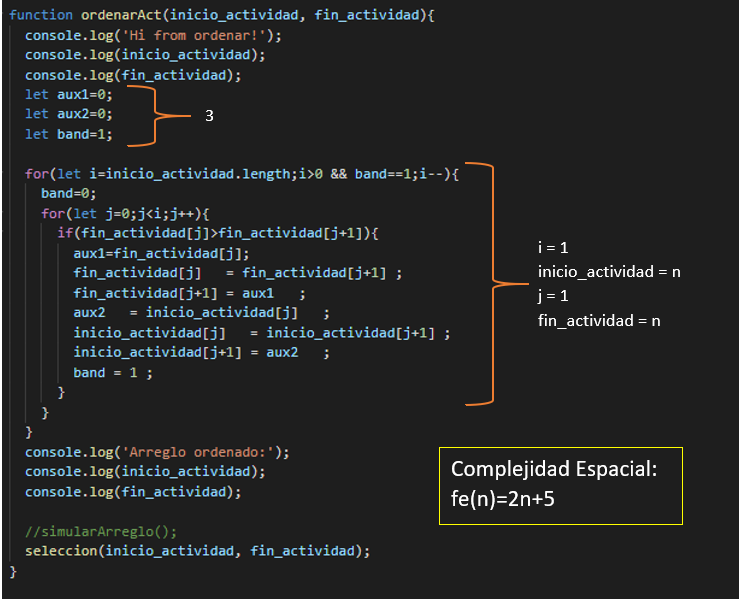 function ordenarAct(inicio_actividad, fin_actividad){
console.log('Hi from ordenar!');
console.log(inicio_actividad);
console.log(fin_actividad);
let aux1=0;
let aux2=0;
let band=1;
3
for(let i=inicio_actividad.length;i>0 && band==1;i--){
band=0;
for(let j=0;j<i;j++){
if(fin_actividad[j]>fin_actividad[j+1]){
aux1=fin_actividad[j];
fin_actividad[j]   = fin_actividad[j+1] ;
fin_actividad[j+1] = aux1   ;
aux2   = inicio_actividad[j]   ;
inicio_actividad[j]   = inicio_actividad[j+1] ;
inicio_actividad[j+1] = aux2   ;
band = 1 ;
}
}
}
i = 1
inicio_actividad = n
j = 1
fin_actividad = n
console.log('Arreglo ordenado:');
console.log(inicio_actividad);
console.log(fin_actividad);
Complejidad Espacial:
fe(n)=2n+5
//simularArreglo();
seleccion(inicio_actividad, fin_actividad);
}